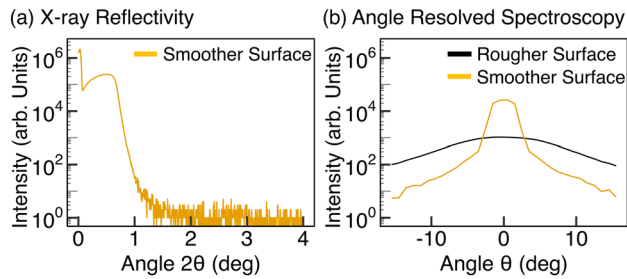 (a) X-ray Reflectivity
Intensity (arb. Units)
10^6
10^4
10^2
10^0
Smoother Surface
0 1 2 3 4
Angle 2θ (deg)
(b) Angle Resolved Spectroscopy
Intensity (arb. Units)
10^6
10^4
10^2
10^0
Rougher Surface
Smoother Surface
-10 0 10
Angle θ (deg)